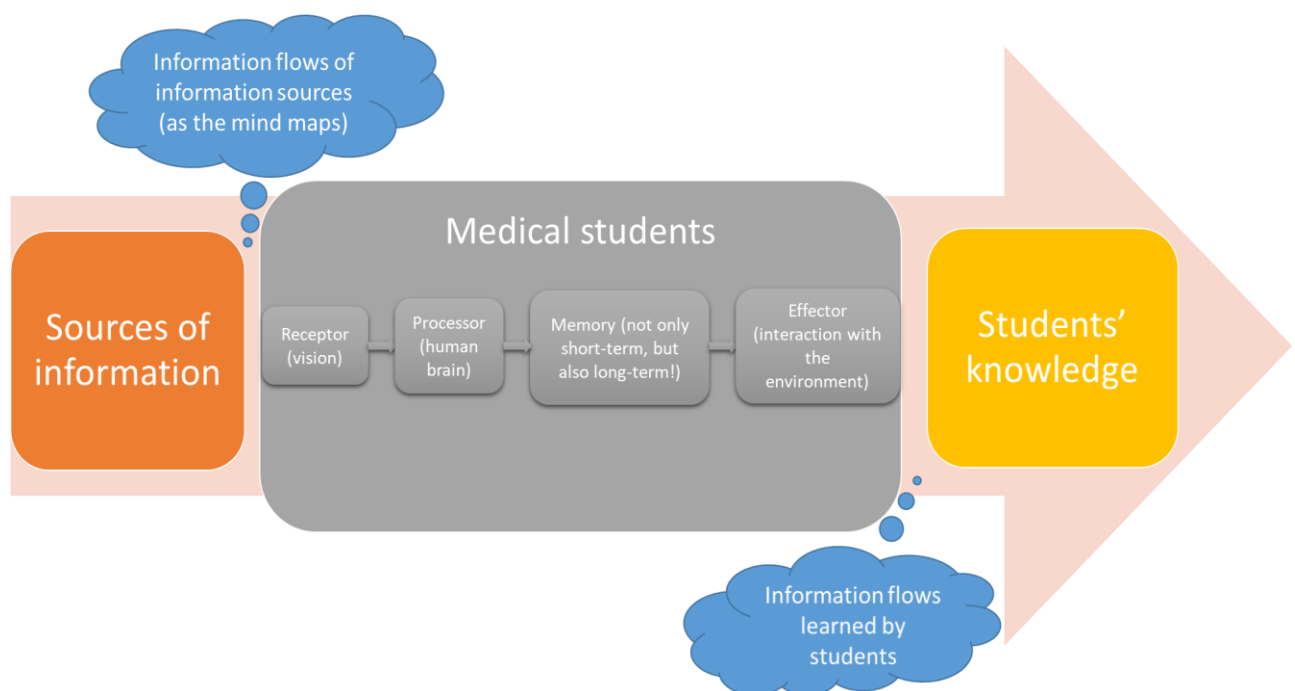 Information flows of
information sources
(as the mind maps)
Medical students
Sources of
information
Receptor
(vision)
Processor
(human
brain)
Memory (not only
short-term, but
also long-term!)
Effector
(interaction with
the
environment)
Students’
knowledge
Information flows
learned by
students